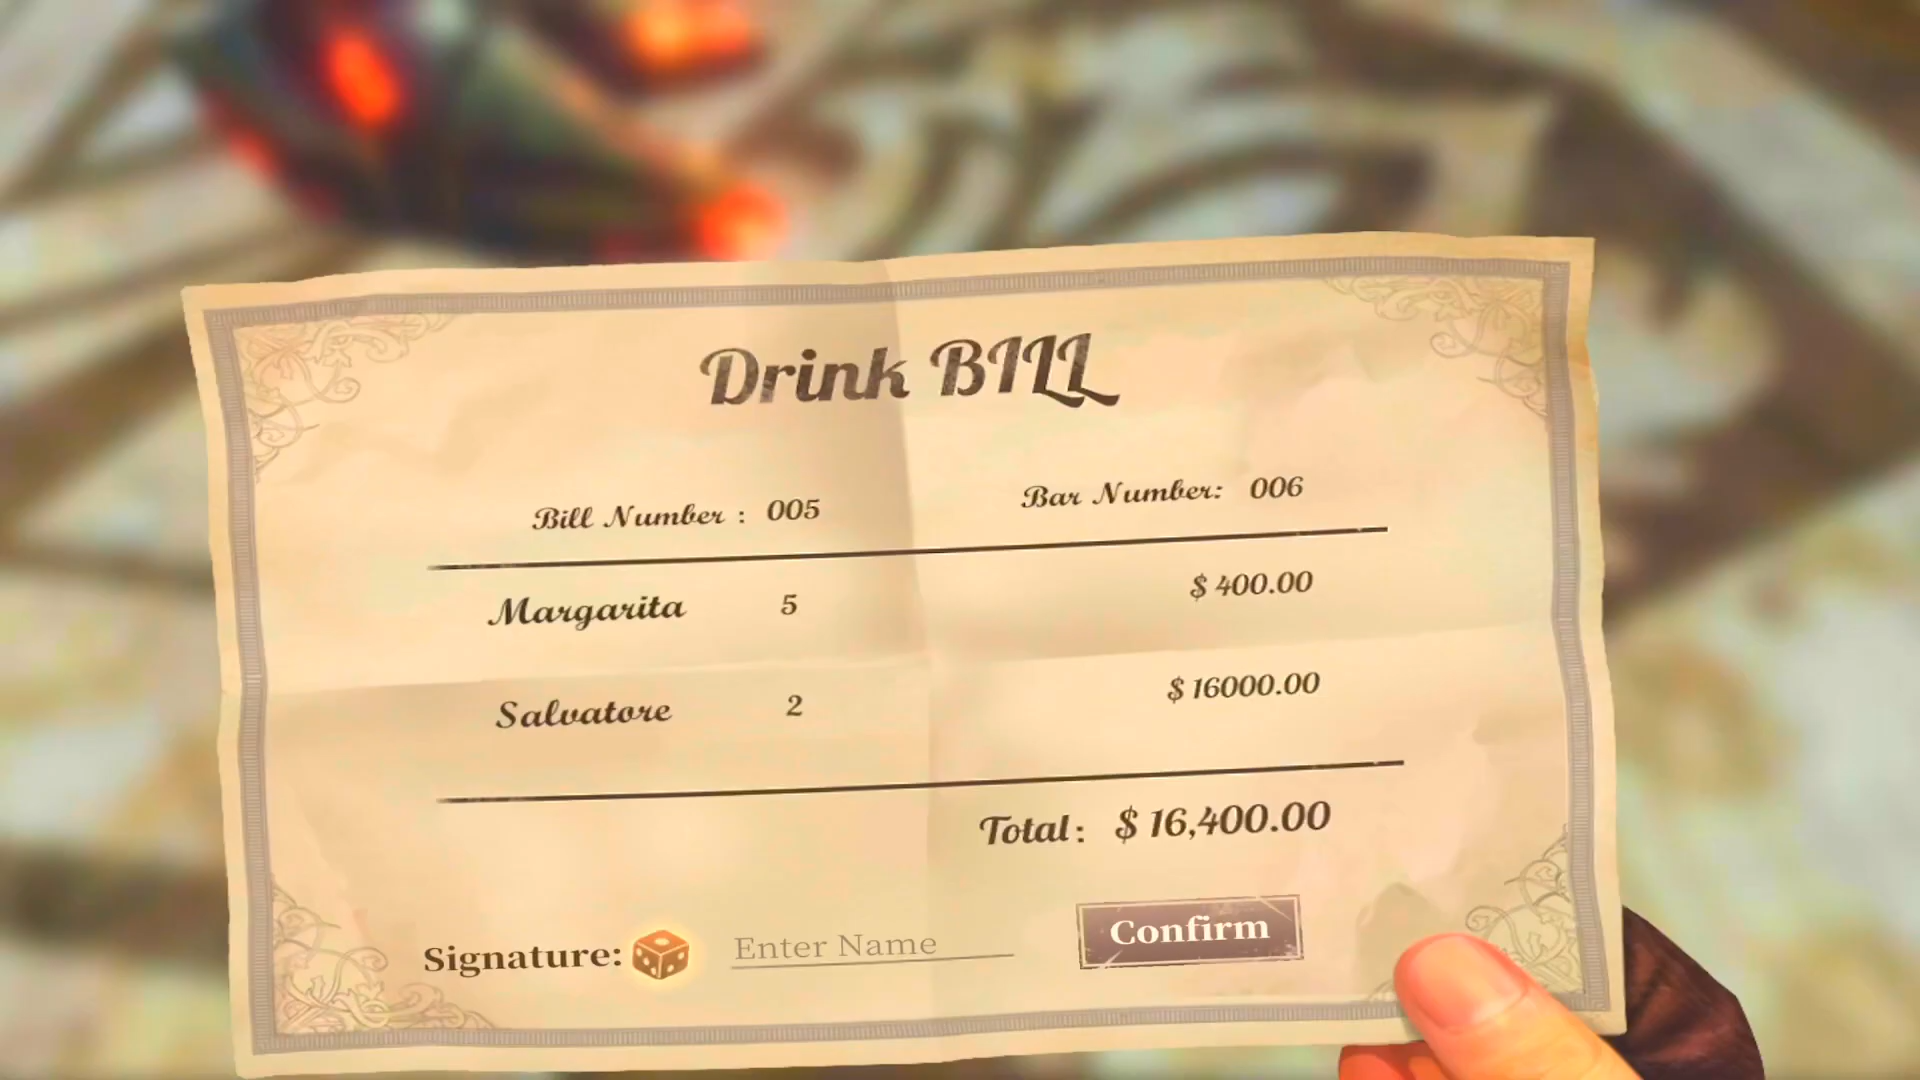 Drink BILL
Bill Number : 005 Bar Number: 006
Margarita 5 $ 400.00
Salvatore 2 $ 16000.00
Total: $ 16,400.00
Signature: Enter Name Confirm